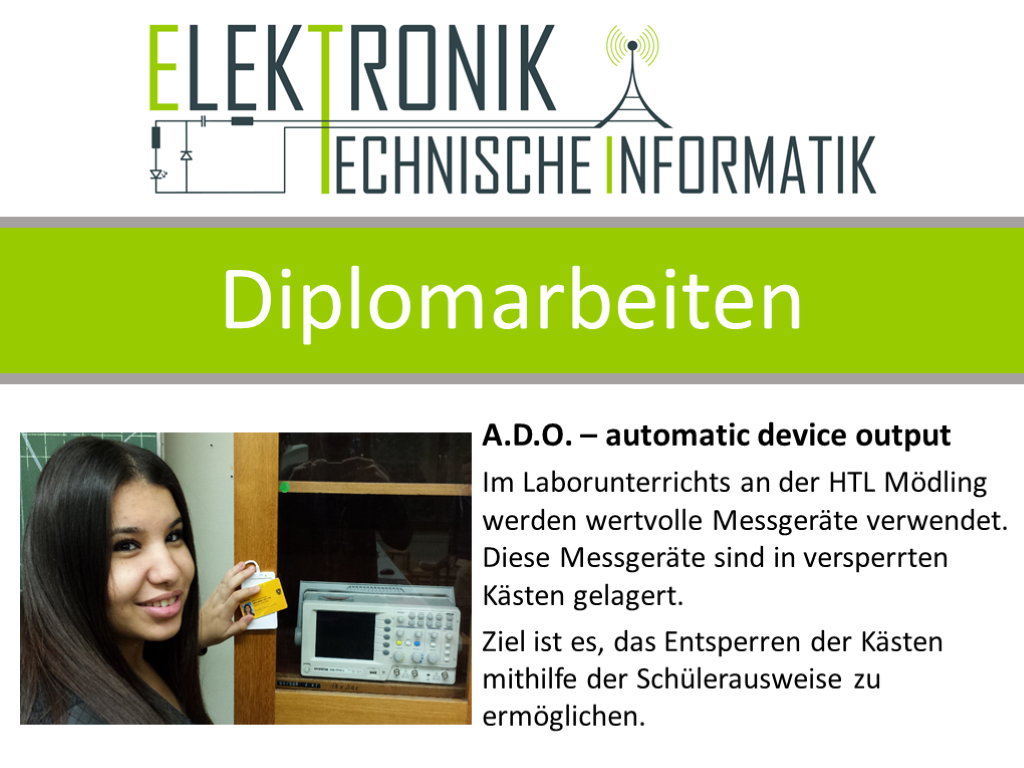 ELEKTRONIK
TECHNISCHE INFORMATIK
Diplomarbeiten
A.D.O. – automatic device output
Im Laborunterrichts an der HTL Mödling
werden wertvolle Messgeräte verwendet.
Diese Messgeräte sind in versperrten
Kästen gelagert.
Ziel ist es, das Entsperren der Kästen
mithilfe der Schülerausweise zu
ermöglichen.